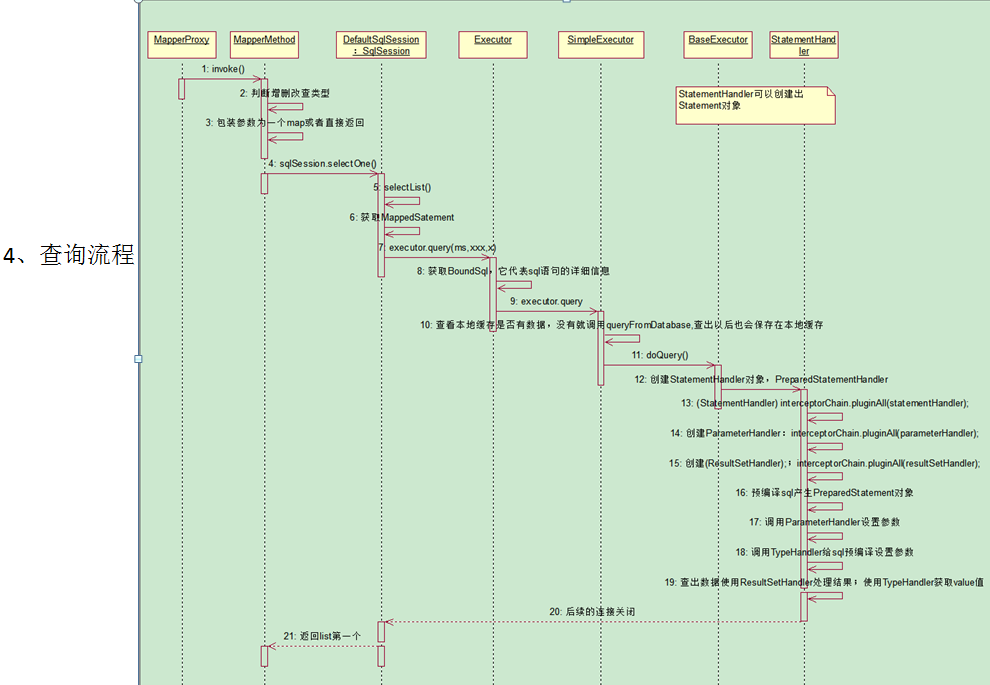 MapperProxy
MapperMethod
DefaultSqlSession
：SqlSession
Executor
SimpleExecutor
BaseExecutor
StatementHand
ler
1: invoke()
StatementHandler可以创建出
Statement对象
2: 判断增删改查类型
3: 包装参数为一个map或者直接返回
4: sqlSession.selectOne()
5: selectList()
6: 获取MappedSatement
4、查询流程
7: executor.query(ms,xxx,x)
8: 获取BoundSql，它代表sql语句的详细信息
9: executor.query
10: 查看本地缓存是否有数据，没有就调用queryFromDatabase,查出以后也会保存在本地缓存
11: doQuery()
12: 创建StatementHandler对象，PreparedStatementHandler
13: (StatementHandler) interceptorChain.pluginAll(statementHandler);
14: 创建ParameterHandler；interceptorChain.pluginAll(parameterHandler);
15: 创建(ResultSetHandler);；interceptorChain.pluginAll(resultSetHandler);
16: 预编译sql产生PreparedStatement对象
17: 调用ParameterHandler设置参数
18: 调用TypeHandler给sql预编译设置参数
19: 查出数据使用ResultSetHandler处理结果；使用TypeHandler获取value值
20: 后续的连接关闭
21: 返回list第一个